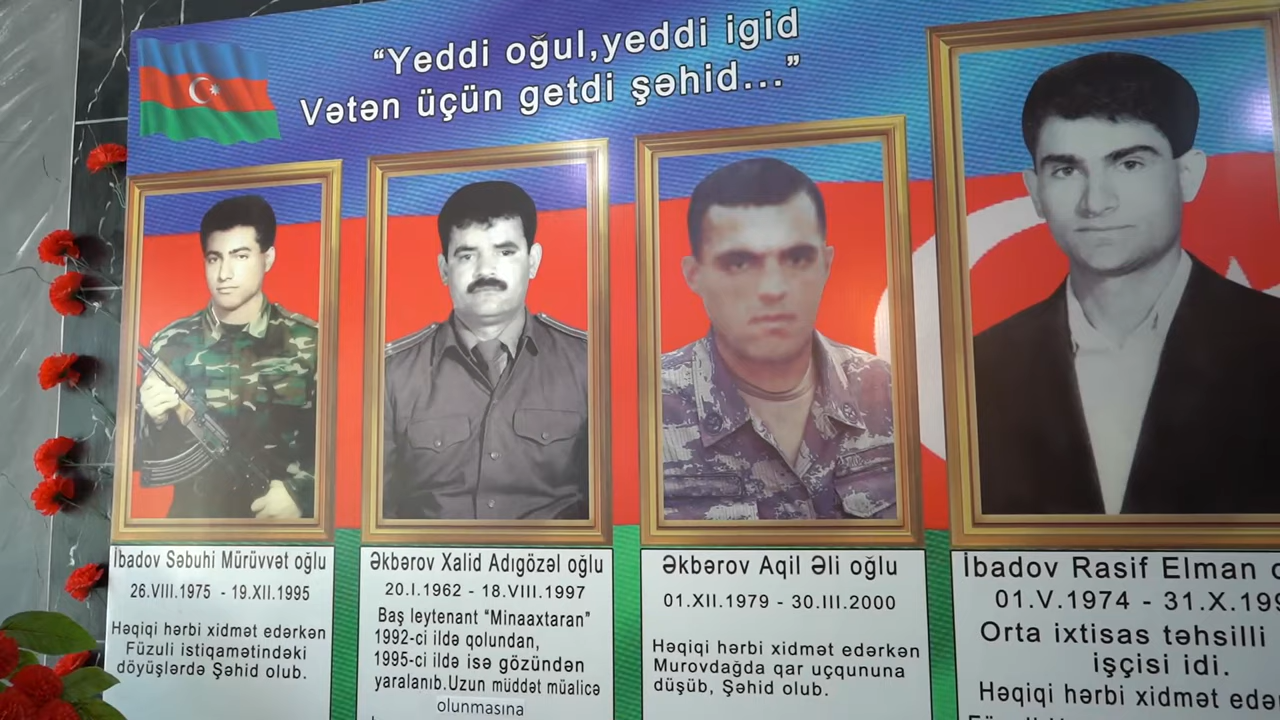 “Yeddi oğul,yeddi igid
Vətən üçün getdi şəhid...”
İbadov Səbuhi Mürüvvət oğlu
26.VIII.1975 - 19.XII.1995
Həqiqi hərbi xidmət edərkən
Füzuli istiqamətindəki
döyüşlərdə Şəhid olub.
Əkbərov Xalid Adıgözəl oğlu
20.I.1962 - 18.VIII.1997
Baş leytenant “Minaaxtaran”
1992-ci ildə qolundan,
1995-ci ildə isə gözündən
yaralanıb.Uzun müddət müalicə
olunmasına
Əkbərov Aqil Əli oğlu
01.XII.1979 - 30.III.2000
Həqiqi hərbi xidmət edərkən
Murovdağda qar uçqununa
düşüb, Şəhid olub.
İbadov Rasif Elman
01.V.1974 - 31.X.
Orta ixtisas təhsilli
işçisi idi.
Həqiqi hərbi xidmət